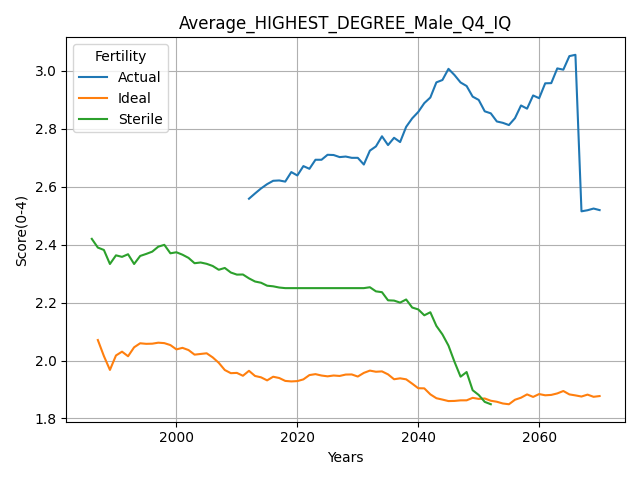 Average_HIGHEST_DEGREE_Male_Q4_IQ
Fertility
Actual
Ideal
Sterile
Score(0-4)
3.0
2.8
2.6
2.4
2.2
2.0
1.8
2000
2020
2040
2060
Years